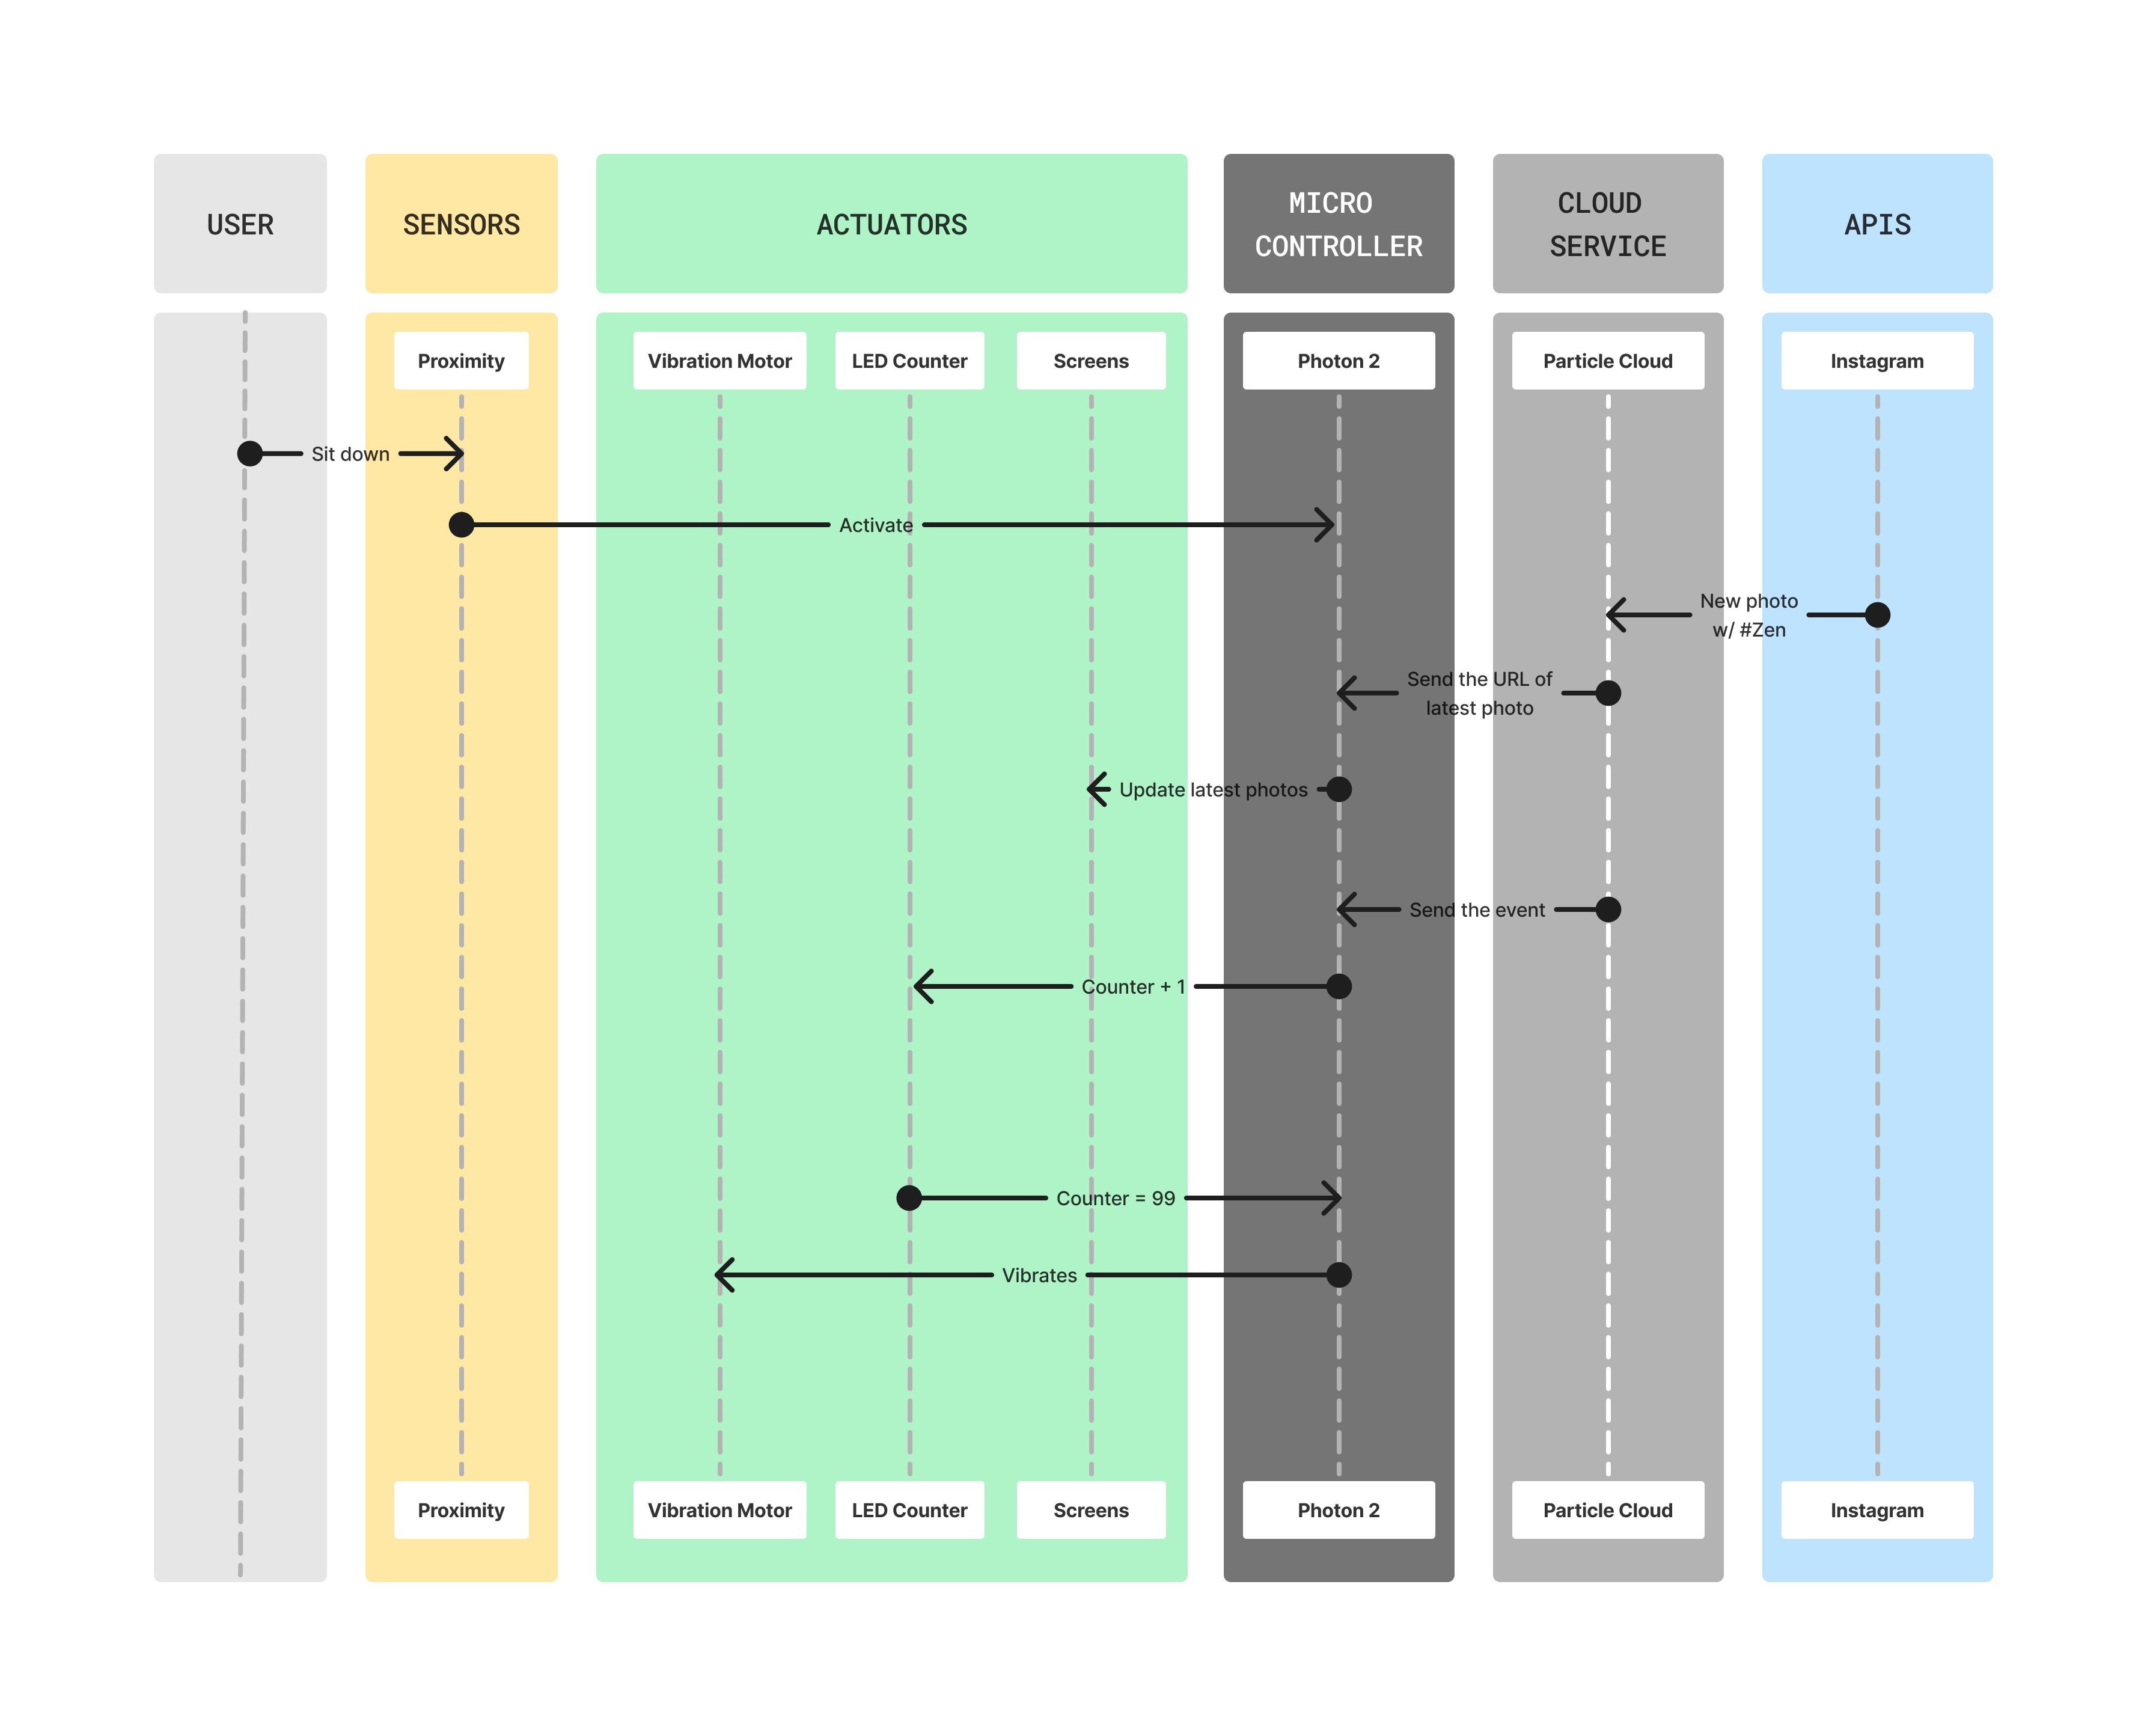 USER
SENSORS
ACTUATORS
MICRO
CONTROLLER
CLOUD
SERVICE
APIS
Proximity
Vibration Motor
LED Counter
Screens
Photon 2
Particle Cloud
Instagram
Sit down
Activate
New photo
w/ #Zen
Send the URL of
latest photo
Update latest photos
Send the event
Counter + 1
Counter = 99
Vibrates
Proximity
Vibration Motor
LED Counter
Screens
Photon 2
Particle Cloud
Instagram